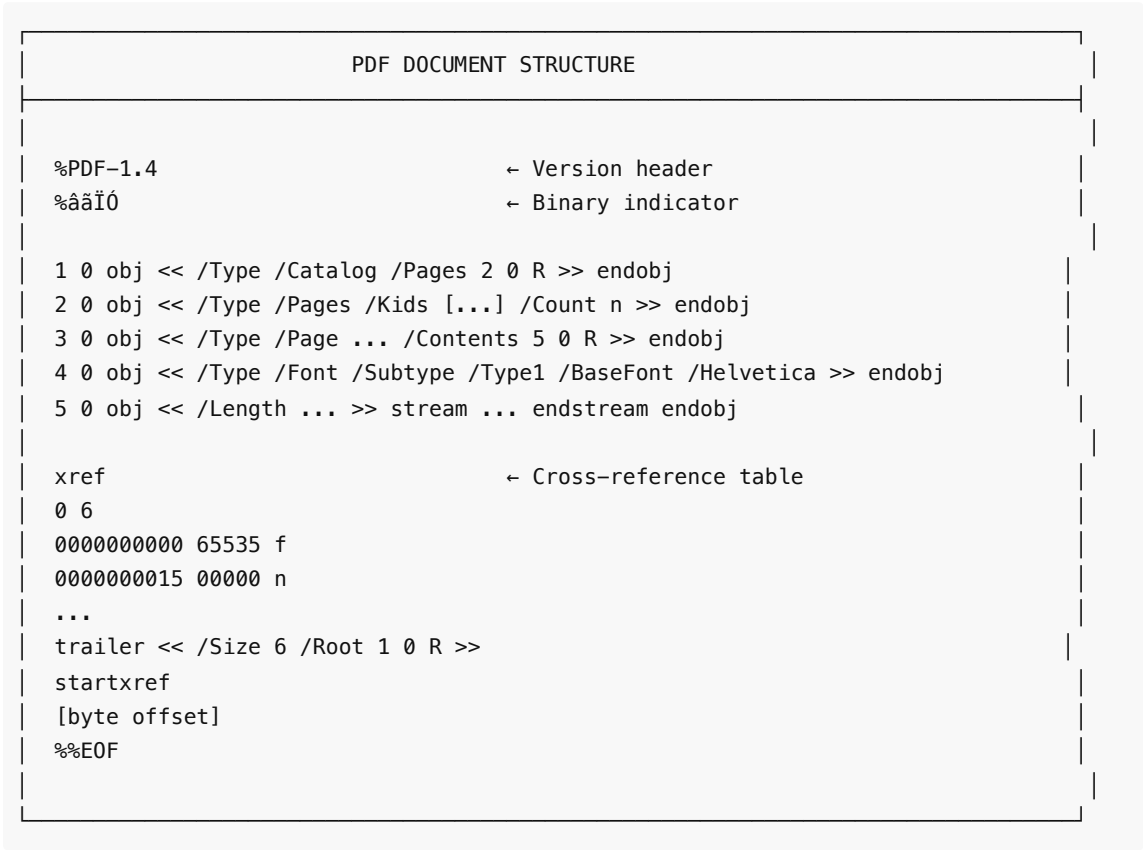 PDF DOCUMENT STRUCTURE
%PDF-1.4 ← Version header
%âãÏÓ ← Binary indicator
1 0 obj << /Type /Catalog /Pages 2 0 R >> endobj
2 0 obj << /Type /Pages /Kids [...] /Count n >> endobj
3 0 obj << /Type /Page ... /Contents 5 0 R >> endobj
4 0 obj << /Type /Font /Subtype /Type1 /BaseFont /Helvetica >> endobj
5 0 obj << /Length ... >> stream ... endstream endobj
xref ← Cross-reference table
0 6
0000000000 65535 f
0000000015 00000 n
...
trailer << /Size 6 /Root 1 0 R >>
startxref
[byte offset]
%%EOF